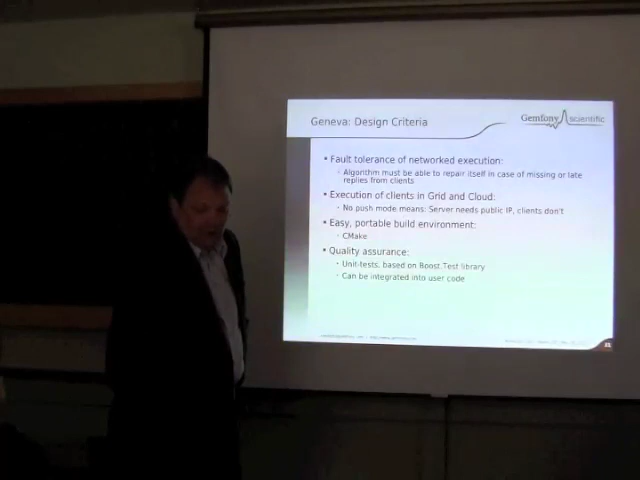 Geneva: Design Criteria
Gemfony scientific
• Fault tolerance of networked execution:
• Algorithm must be able to repair itself in case of missing or late
replies from clients
• Execution of clients in Grid and Cloud:
• No push mode means: Server needs public IP, clients don't
• Easy, portable build environment:
• CMake
• Quality assurance:
• Unit-tests, based on Boost.Test library
• Can be integrated into user code